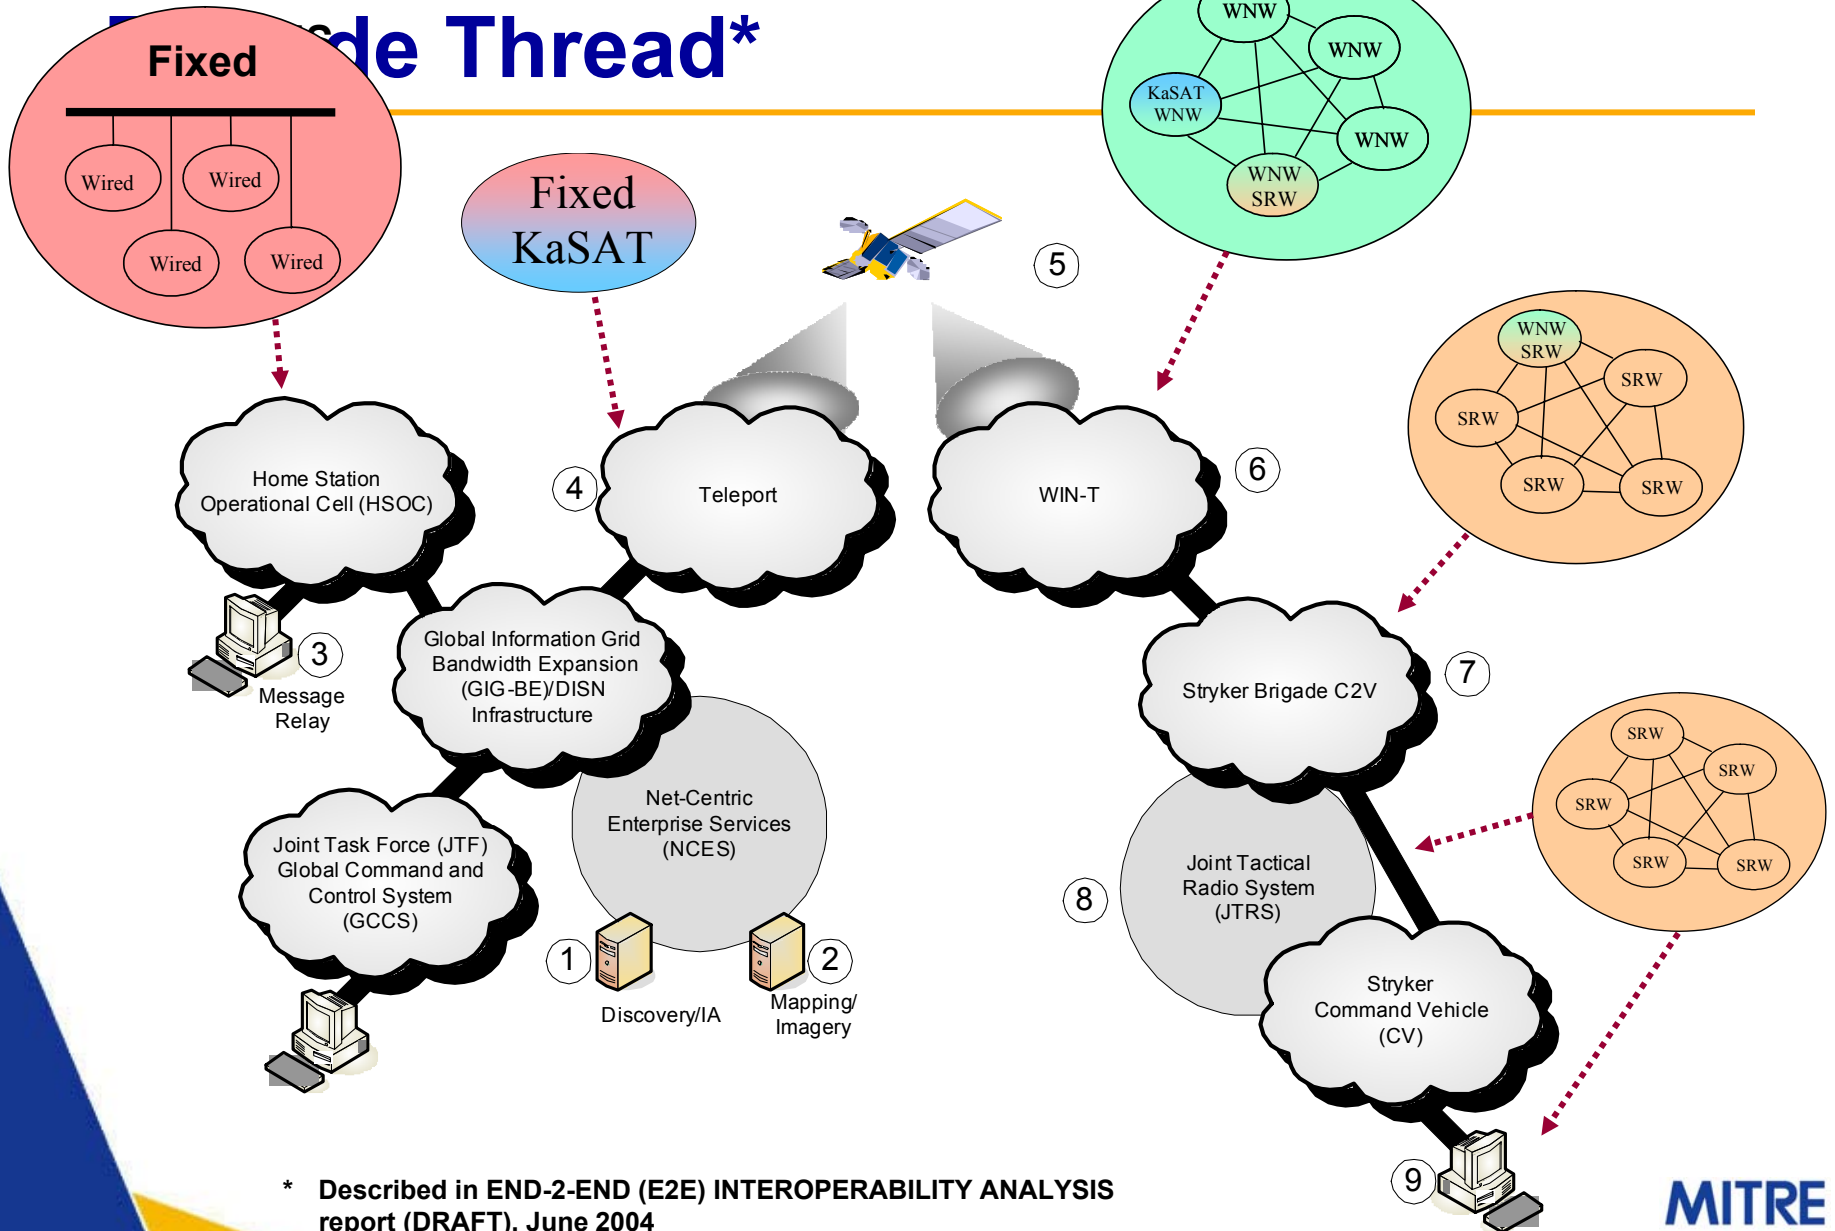 de Thread*
Fixed
Wired
Wired
Wired
Wired
Fixed
KaSAT
WNW
WNW
KaSAT
WNW
WNW
WNW
SRW
5
WNW
SRW
SRW
SRW
SRW
SRW
Home Station
Operational Cell (HSOC)
4
Teleport
WIN-T
6
3
Message
Relay
Global Information Grid
Bandwidth Expansion
(GIG-BE)/DISN
Infrastructure
Stryker Brigade C2V
7
SRW
SRW
SRW
SRW
SRW
Net-Centric
Enterprise Services
(NCES)
Joint Task Force (JTF)
Global Command and
Control System
(GCCS)
Joint Tactical
Radio System
(JTRS)
8
1
2
Discovery/IA
Mapping/
Imagery
Stryker
Command Vehicle
(CV)
9
* Described in END-2-END (E2E) INTEROPERABILITY ANALYSIS
report (DRAFT), June 2004
MITRE